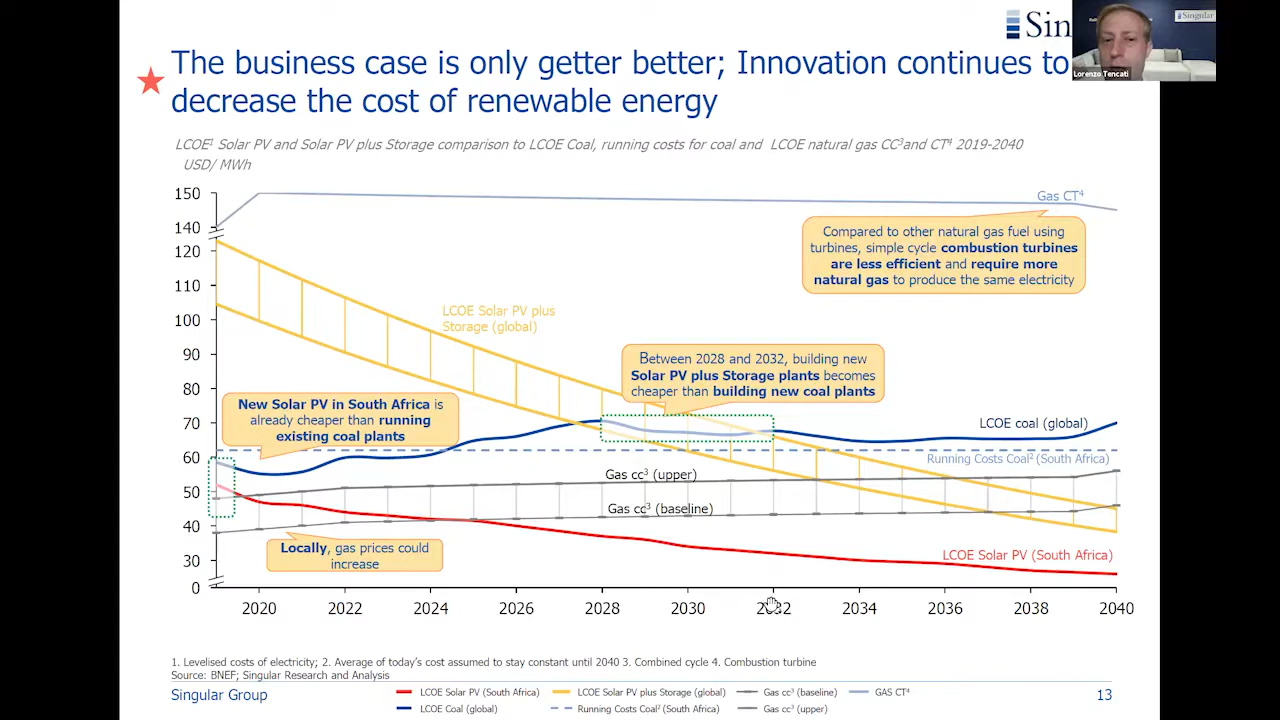 Sin
Singular
Lorenzo Tencati
The business case is only getter better; Innovation continues to
decrease the cost of renewable energy
LCOE¹ Solar PV and Solar PV plus Storage comparison to LCOE Coal, running costs for coal and LCOE natural gas CC³and CT⁴ 2019-2040
USD/ MWh
150
140
120
110
100
90
80
70
60
50
40
30
0
Gas CT⁴
Compared to other natural gas fuel using
turbines, simple cycle combustion turbines
are less efficient and require more
natural gas to produce the same electricity
LCOE Solar PV plus
Storage (global)
Between 2028 and 2032, building new
Solar PV plus Storage plants becomes
cheaper than building new coal plants
New Solar PV in South Africa is
already cheaper than running
existing coal plants
LCOE coal (global)
Running Costs Coal² (South Africa)
Gas cc³ (upper)
Gas cc³ (baseline)
Locally, gas prices could
increase
LCOE Solar PV (South Africa)
2020 2022 2024 2026 2028 2030 2032 2034 2036 2038 2040
1. Levelised costs of electricity; 2. Average of today's cost assumed to stay constant until 2040 3. Combined cycle 4. Combustion turbine
Source: BNEF; Singular Research and Analysis
Singular Group
LCOE Solar PV (South Africa) LCOE Solar PV plus Storage (global) Gas cc³ (baseline) GAS CT⁴
LCOE Coal (global) Running Costs Coal² (South Africa) Gas cc³ (upper)
13